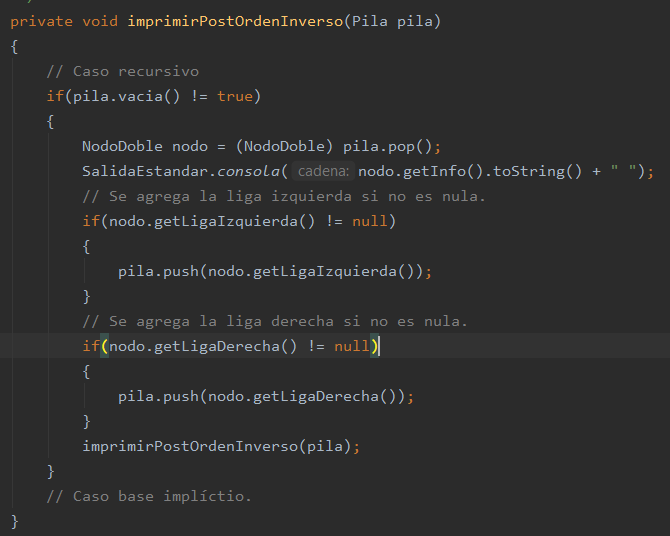 private void imprimirPostOrdenInverso(Pila pila)
{
// Caso recursivo
if(pila.vacia() != true)
{
NodoDoble nodo = (NodoDoble) pila.pop();
SalidaEstandar.consola( cadena: nodo.getInfo().toString() + " ");
// Se agrega la liga izquierda si no es nula.
if(nodo.getLigaIzquierda() != null)
{
pila.push(nodo.getLigaIzquierda());
}
// Se agrega la liga derecha si no es nula.
if(nodo.getLigaDerecha() != null)
{
pila.push(nodo.getLigaDerecha());
}
imprimirPostOrdenInverso(pila);
}
// Caso base implíctio.
}